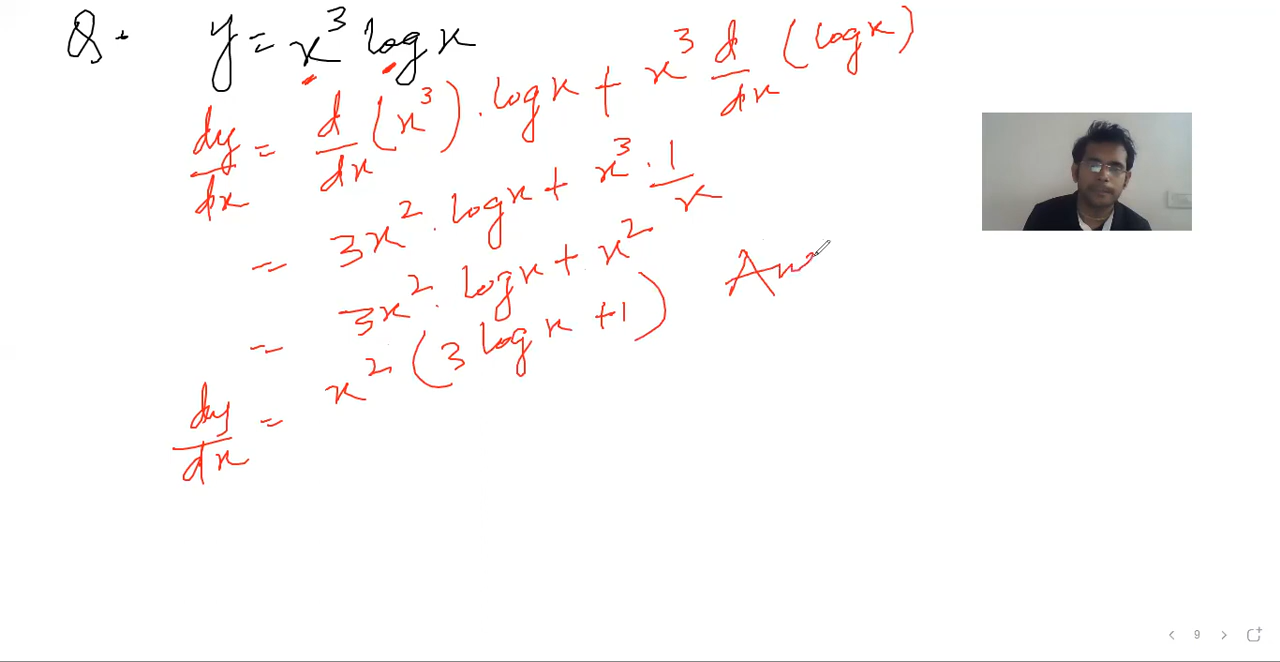 Q. y = x³ log x
dy/dx = d/dx (x³) . log x + x³ d/dx (log x)
= 3x² . log x + x³ . 1/x
= 3x² . log x + x²
dy/dx = x² (3 log x + 1) Ans
9